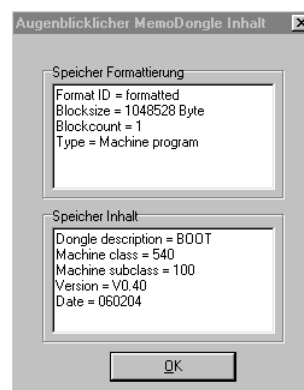 Augenblicklicher MemoDongle Inhalt
Speicher Formattierung
Format ID = formatted
Blocksize = 1048528 Byte
Blockcount = 1
Type = Machine program
Speicher Inhalt
Dongle description = BOOT
Machine class = 540
Machine subclass = 100
Version = V0.40
Date = 060204
OK